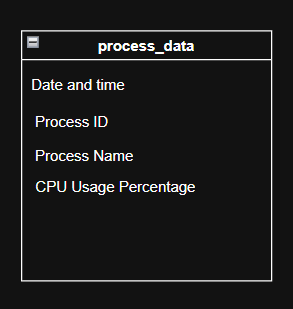 process_data
Date and time
Process ID
Process Name
CPU Usage Percentage